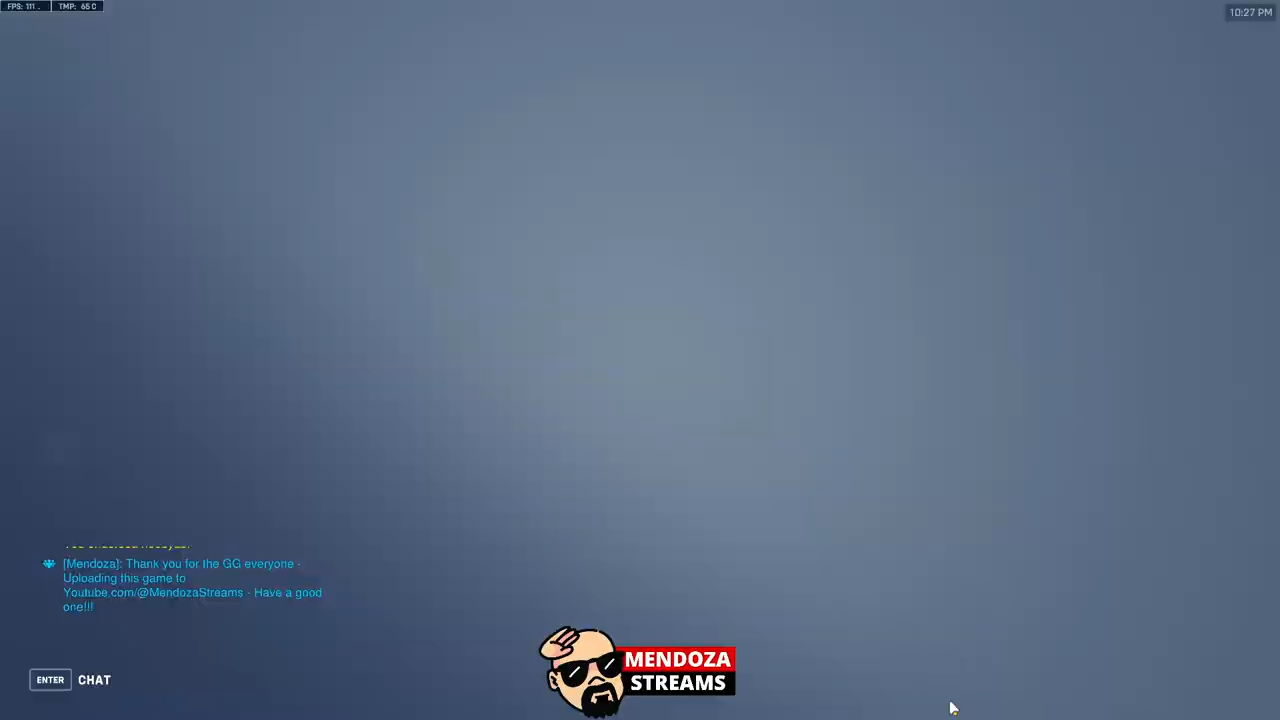 FPS: 111
TMP: 65 C
10:27 PM
[Mendoza]: Thank you for the GG everyone -
Uploading this game to
Youtube.com/@MendozaStreams - Have a good
one!!!
MENDOZA
STREAMS
ENTER CHAT